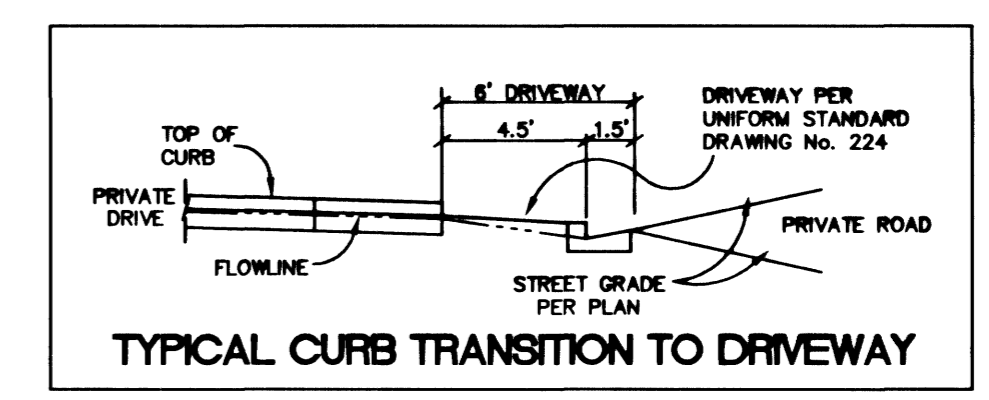 6' DRIVEWAY
4.5'
1.5'
DRIVEWAY PER
UNIFORM STANDARD
DRAWING No. 224
TOP OF
CURB
PRIVATE
DRIVE
FLOWLINE
PRIVATE ROAD
STREET GRADE
PER PLAN
TYPICAL CURB TRANSITION TO DRIVEWAY